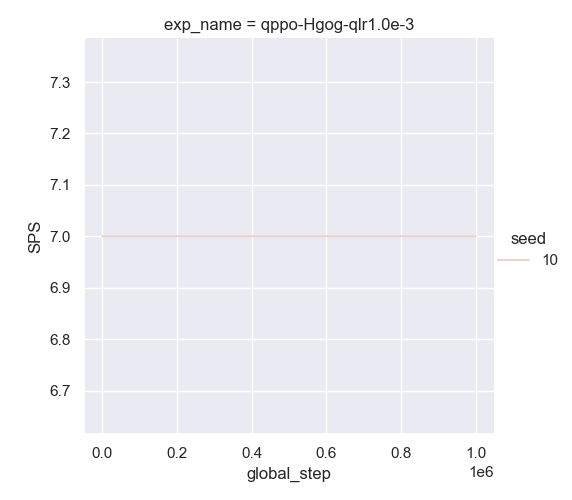 exp_name = qppo-Hgog-qlr1.0e-3
7.3
7.2
7.1
7.0
6.9
6.8
6.7
SPS
0.0 0.2 0.4 0.6 0.8 1.0
1e6
global_step
seed
10